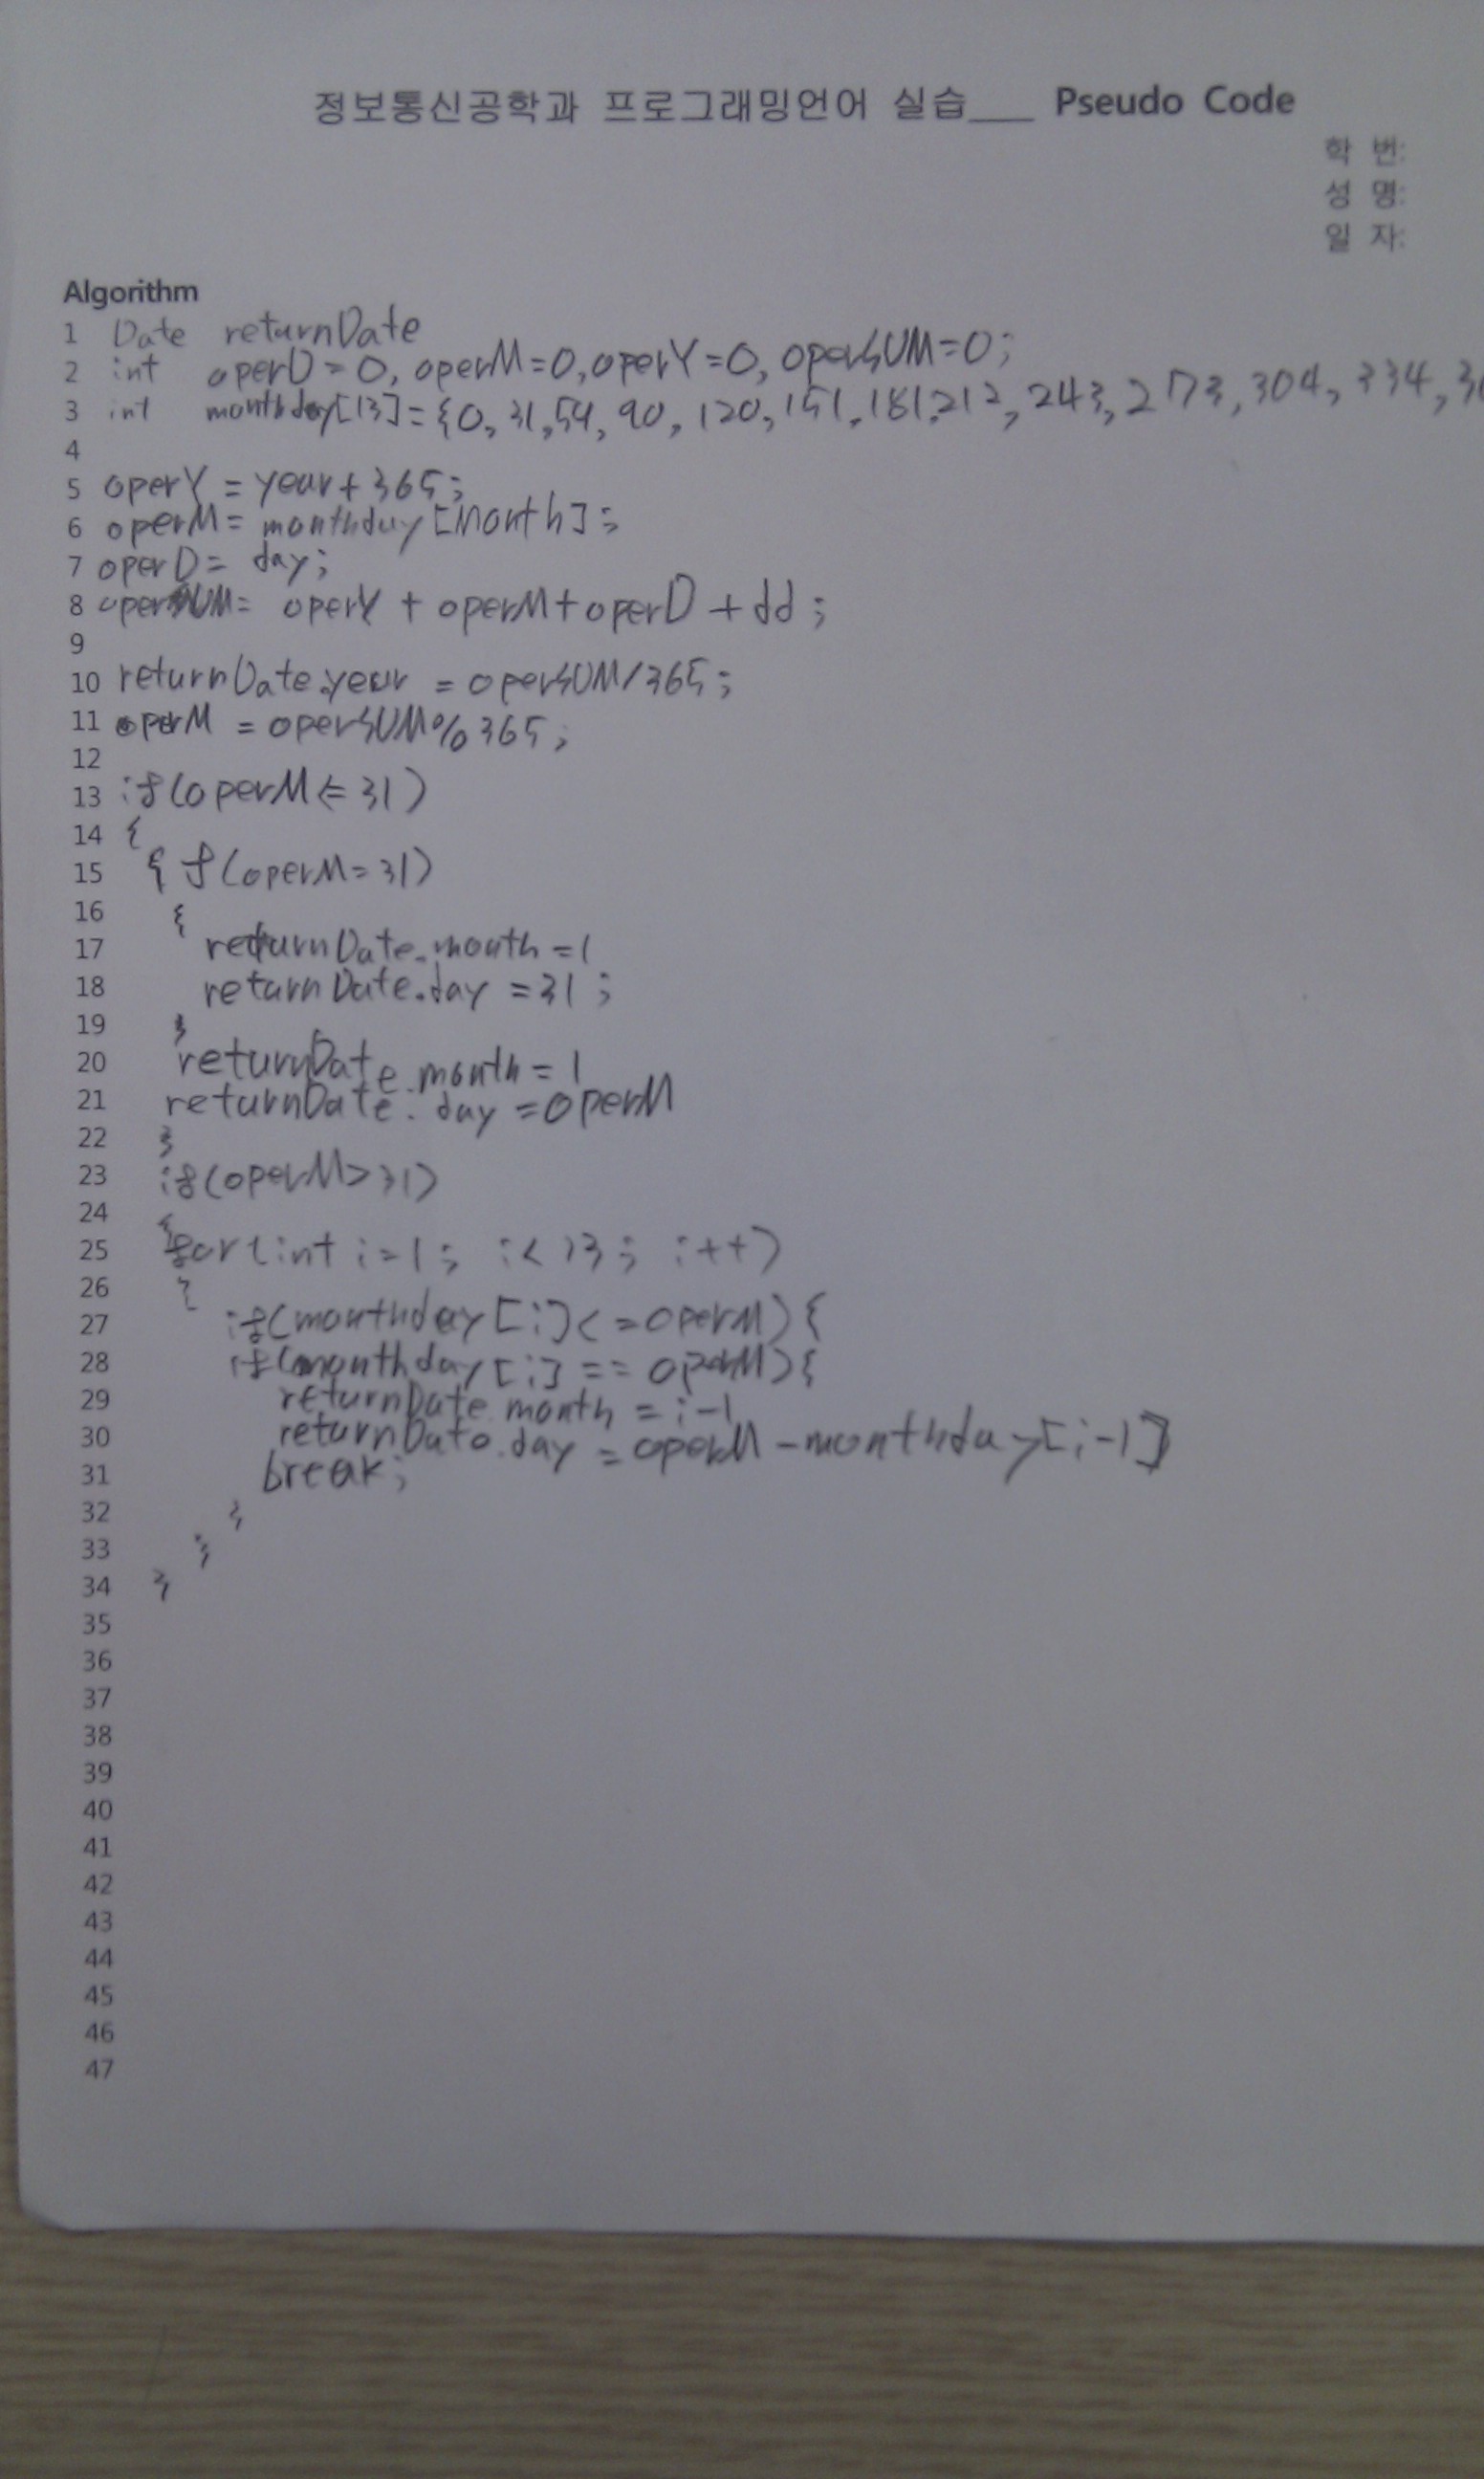 정보통신공학과 프로그래밍언어 실습___ Pseudo Code
학 번:
성 명:
일 자:
Algorithm
1 Date returnDate
2 int operD=0, operM=0, operY=0, operSUM=0;
3 int monthday[13]={0, 31, 59, 90, 120, 151, 181, 212, 243, 273, 304, 334, 36
4
5 operY = year+365;
6 operM= monthday[Month];
7 operD= day;
8 operSUM= operY + operM+operD+dd;
9
10 returnDate.year = operSUM/365;
11 operM = operSUM%365;
12
13 if(operM<=31)
14 {
15 { f(operM=31)
16 {
17 returnDate.month=1
18 returnDate.day=31;
19 }
20 returnDate.month=1
21 returnDate.day=operM
22 }
23 if(operM>31)
24 {
25 for(int i=1; i<13; i++)
26 {
27 if(monthday[i]<=operM){
28 if(monthday[i]==operM){
29 returnDate.month=i-1
30 returnDate.day=operM-monthday[i-1]
31 break;
32 }
33 }
34 }
35
36
37
38
39
40
41
42
43
44
45
46
47